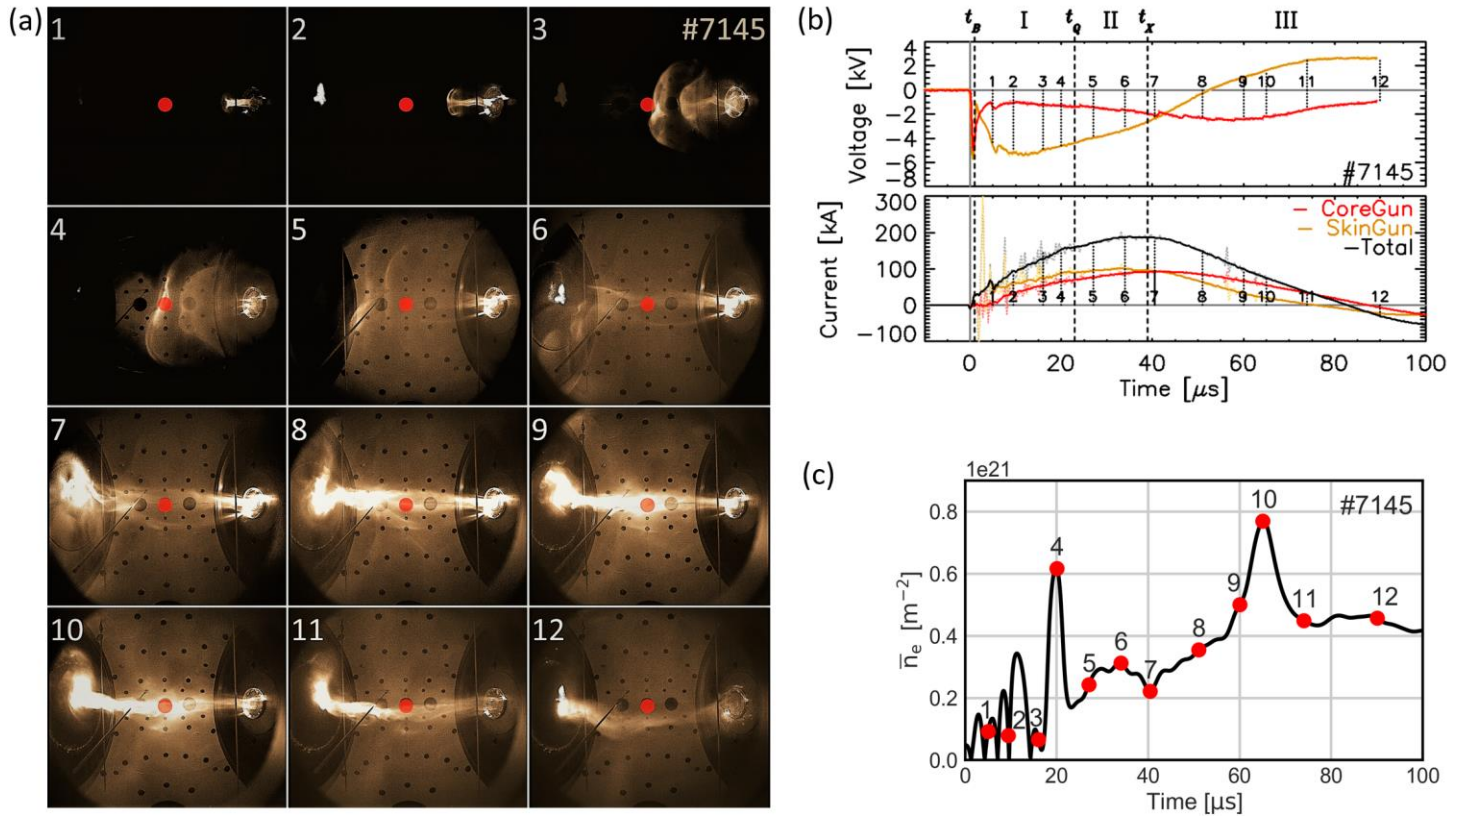 (a)
1
2
3
#7145
4
5
6
7
8
9
10
11
12
(b)
t_B I t_Q II t_X III
Voltage [kV]
4
2
0
−2
−4
−6
−8
1 2 3 4 5 6 7 8 9 10 11 12
#7145
Current [kA]
300
200
100
0
−100
CoreGun
SkinGun
Total
2 3 4 5 6 7 8 9 10 11 12
0 20 40 60 80 100
Time [μs]
(c)
1e21
#7145
n̅e [m⁻²]
0.8
0.6
0.4
0.2
0.0
1 2 3 4 5 6 7 8 9 10 11 12
0 20 40 60 80 100
Time [μs]